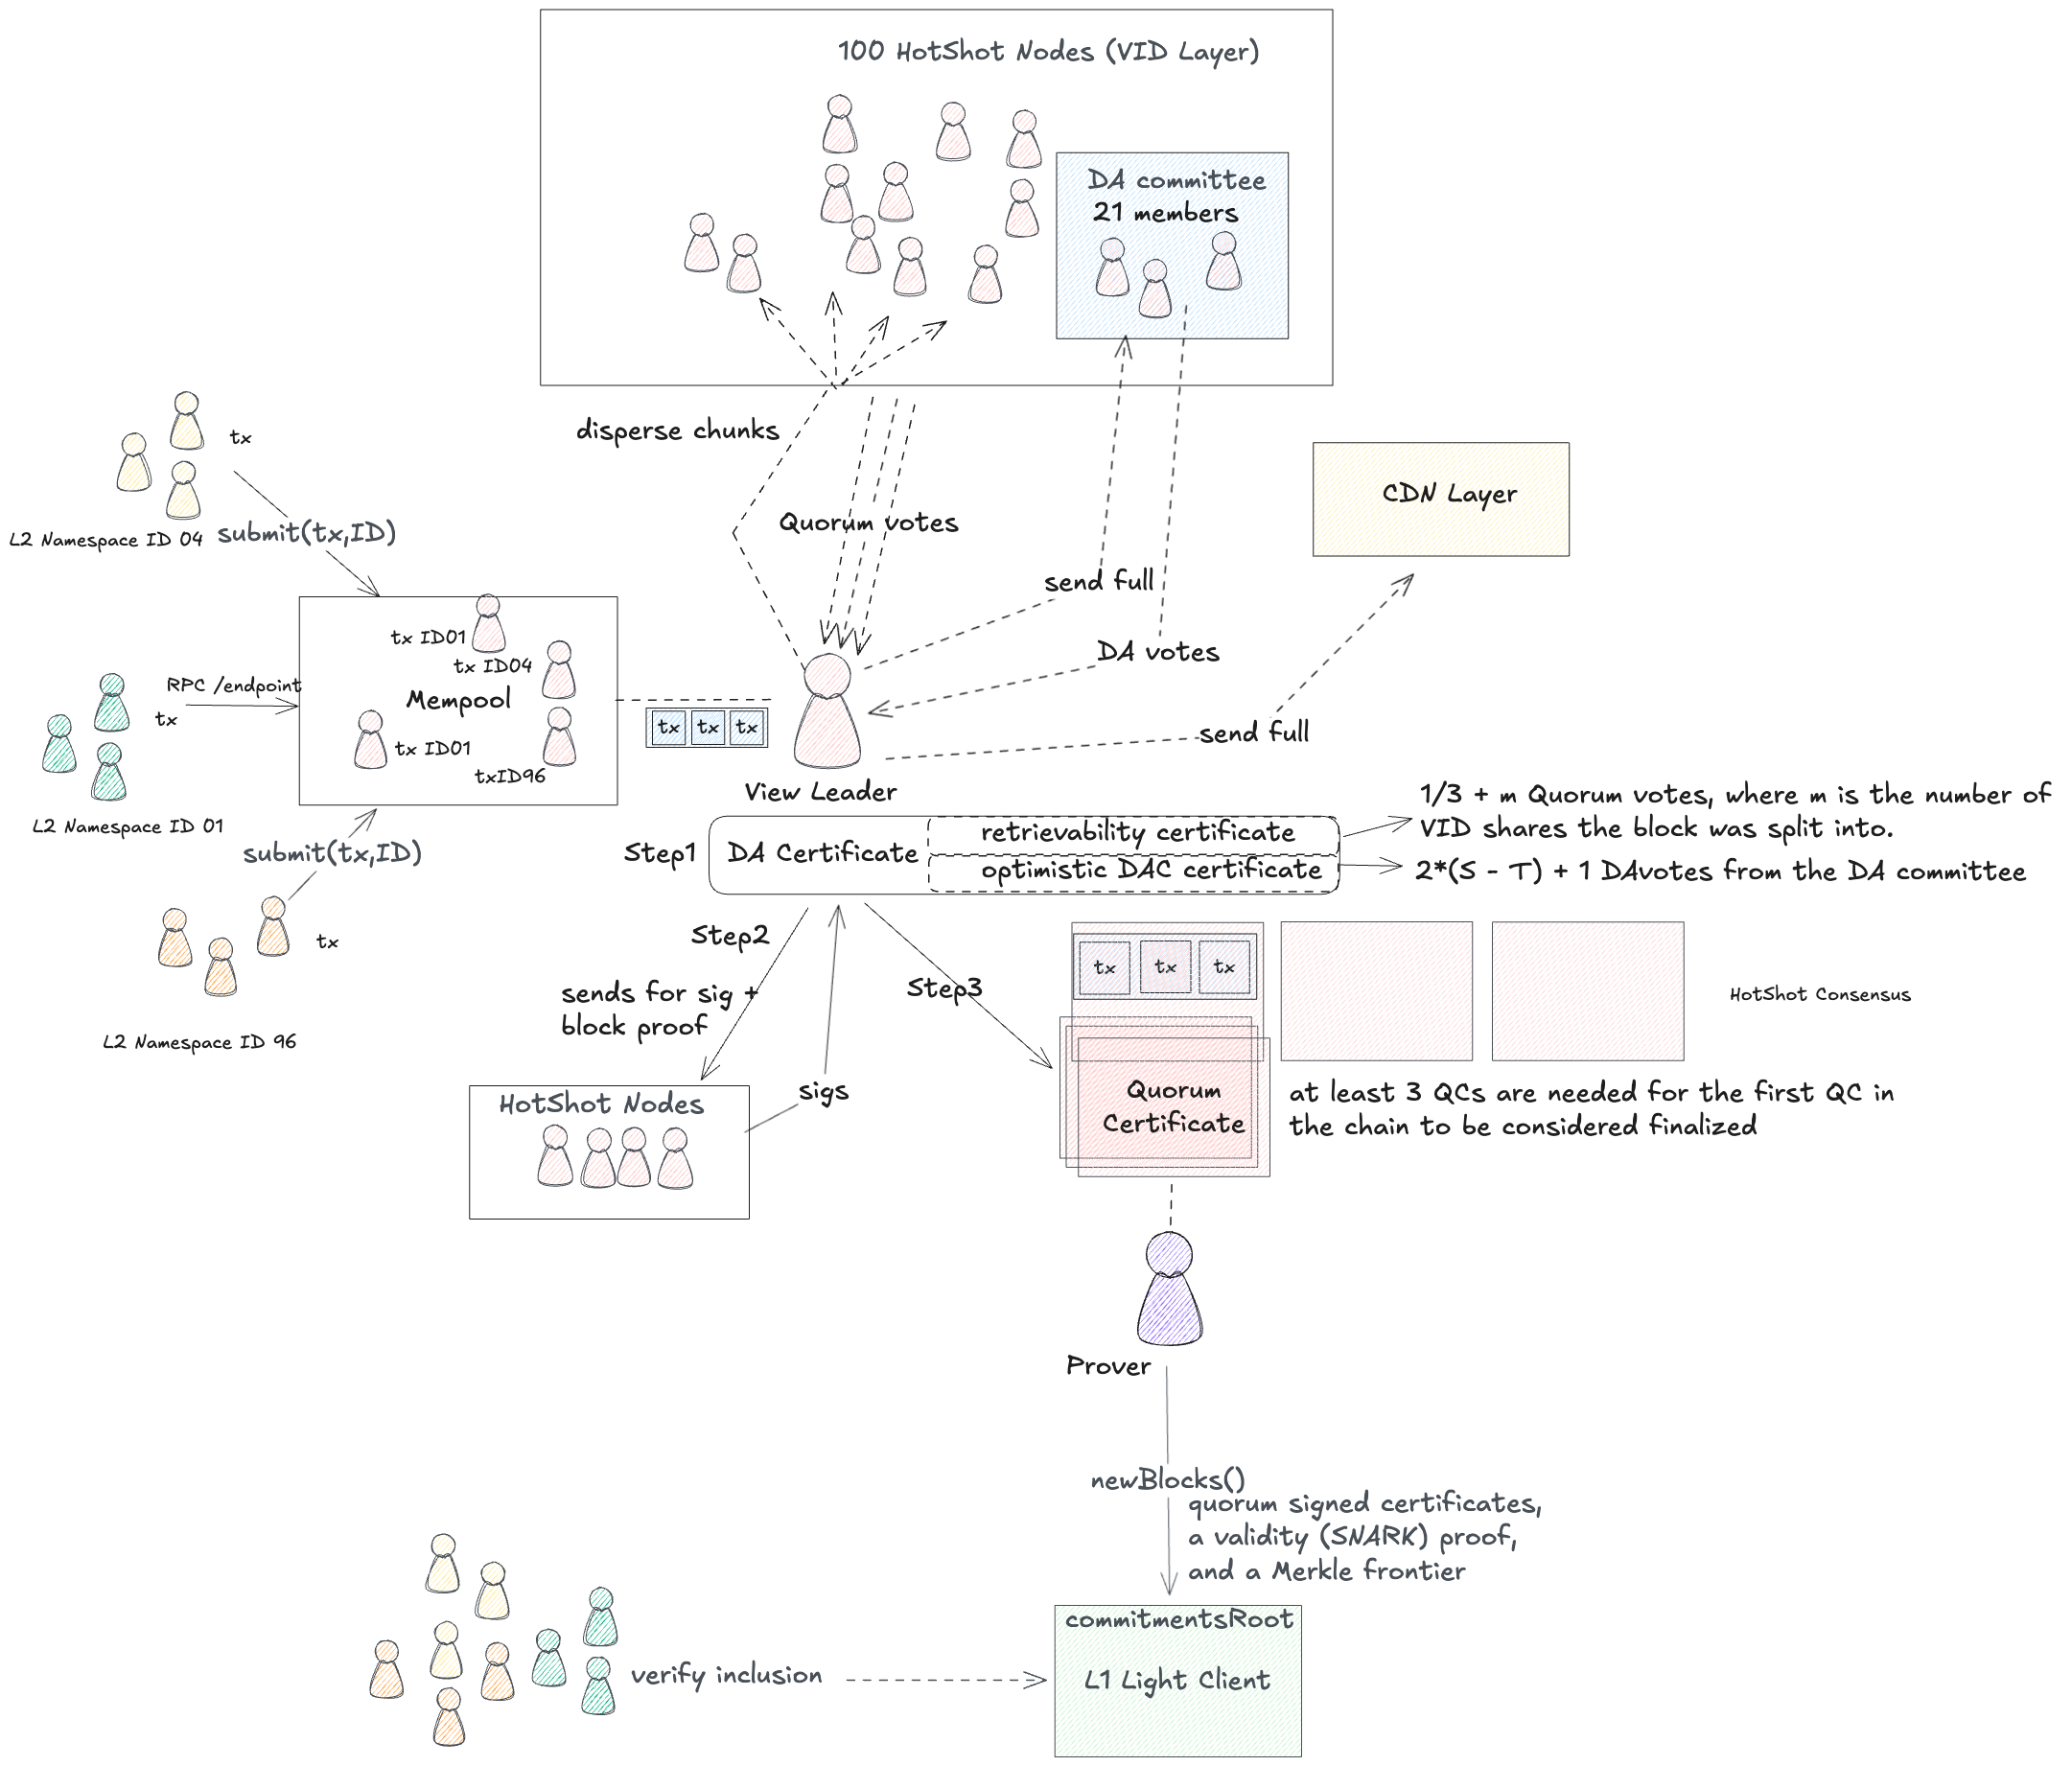 100 HotShot Nodes (VID Layer)
DA committee
21 members
disperse chunks
Quorum votes
CDN Layer
tx
submit(tx,ID)
L2 Namespace ID 04
send full
DA votes
send full
tx ID01
tx ID04
Mempool
tx ID01
txID96
RPC /endpoint
tx
L2 Namespace ID 01
tx tx tx
View Leader
submit(tx,ID)
tx
L2 Namespace ID 96
Step1
DA Certificate
retrievability certificate
optimistic DAC certificate
1/3 + m Quorum votes, where m is the number of
VID shares the block was split into.
2*(S - T) + 1 DAvotes from the DA committee
Step2
sends for sig +
block proof
Step3
sigs
HotShot Nodes
tx tx tx
HotShot Consensus
Quorum
Certificate
at least 3 QCs are needed for the first QC in
the chain to be considered finalized
Prover
newBlocks()
quorum signed certificates,
a validity (SNARK) proof,
and a Merkle frontier
commitmentsRoot
L1 Light Client
verify inclusion